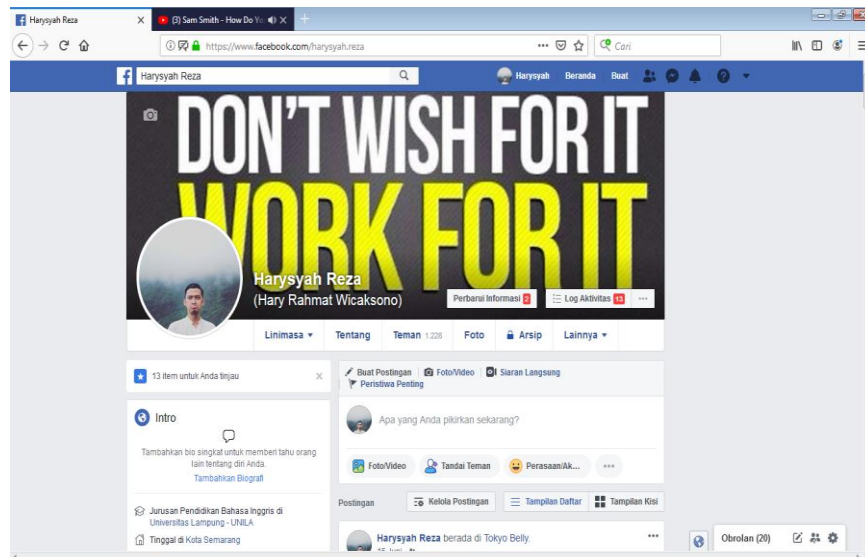 Harysyah Reza
(3) Sam Smith - How Do Yo
https://www.facebook.com/harysyah.reza
Cari
Harysyah Reza
Harysyah Beranda Buat
DON'T WISH FOR IT
WORK FOR IT
Harysyah Reza
(Hary Rahmat Wicaksono)
Perbarui Informasi 2
Log Aktivitas 13
Linimasa Tentang Teman 1.228 Foto Arsip Lainnya
13 item untuk Anda tinjau
Intro
Tambahkan bio singkat untuk memberi tahu orang
lain tentang diri Anda.
Tambahkan Biografi
Jurusan Pendidikan Bahasa Inggris di
Universitas Lampung - UNILA
Tinggal di Kota Semarang
Buat Postingan Foto/Video Siaran Langsung
Peristiwa Penting
Apa yang Anda pikirkan sekarang?
Foto/Video Tandai Teman Perasaan/Ak...
Postingan Kelola Postingan Tampilan Daftar Tampilan Kisi
Harysyah Reza berada di Tokyo Belly.
Obrolan (20)